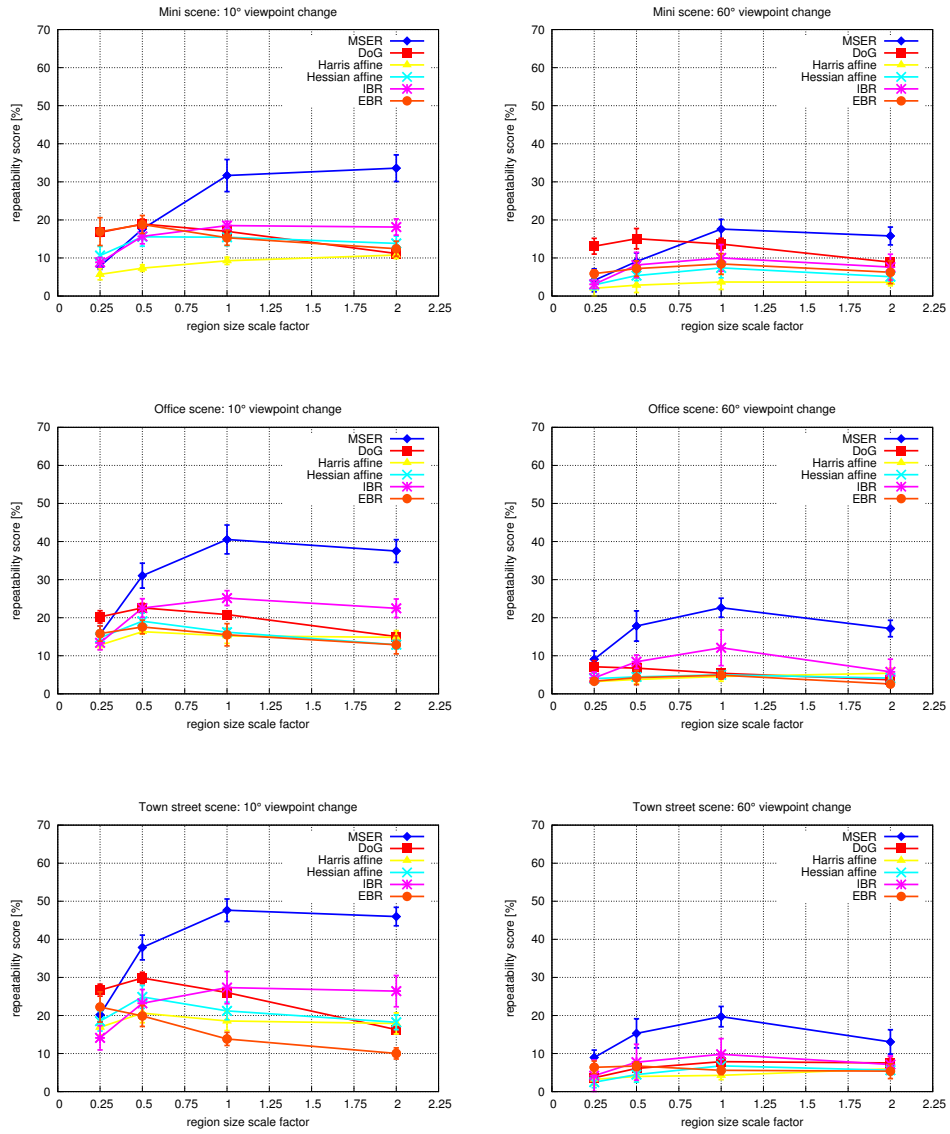 Mini scene: 10° viewpoint change
70
60
50
40
30
20
10
0
repeatability score [%]
MSER
DoG
Harris affine
Hessian affine
IBR
EBR
0 0.25 0.5 0.75 1 1.25 1.5 1.75 2 2.25
region size scale factor
Mini scene: 60° viewpoint change
70
60
50
40
30
20
10
0
repeatability score [%]
MSER
DoG
Harris affine
Hessian affine
IBR
EBR
0 0.25 0.5 0.75 1 1.25 1.5 1.75 2 2.25
region size scale factor
Office scene: 10° viewpoint change
70
60
50
40
30
20
10
0
repeatability score [%]
MSER
DoG
Harris affine
Hessian affine
IBR
EBR
0 0.25 0.5 0.75 1 1.25 1.5 1.75 2 2.25
region size scale factor
Office scene: 60° viewpoint change
70
60
50
40
30
20
10
0
repeatability score [%]
MSER
DoG
Harris affine
Hessian affine
IBR
EBR
0 0.25 0.5 0.75 1 1.25 1.5 1.75 2 2.25
region size scale factor
Town street scene: 10° viewpoint change
70
60
50
40
30
20
10
0
repeatability score [%]
MSER
DoG
Harris affine
Hessian affine
IBR
EBR
0 0.25 0.5 0.75 1 1.25 1.5 1.75 2 2.25
region size scale factor
Town street scene: 60° viewpoint change
70
60
50
40
30
20
10
0
repeatability score [%]
MSER
DoG
Harris affine
Hessian affine
IBR
EBR
0 0.25 0.5 0.75 1 1.25 1.5 1.75 2 2.25
region size scale factor